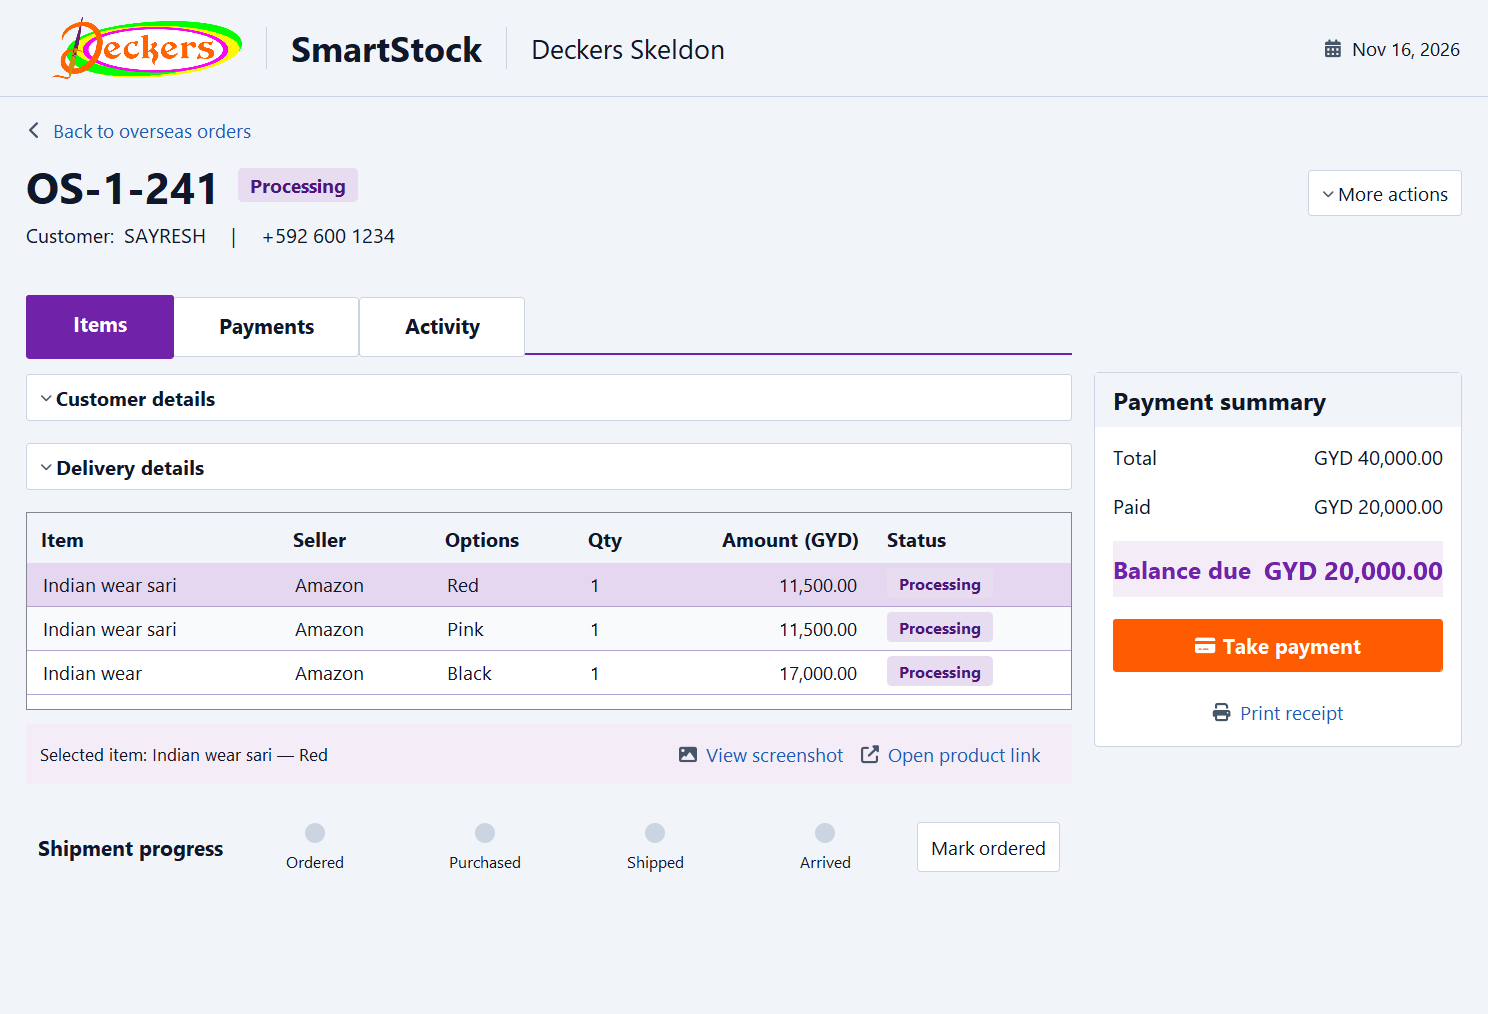 Deckers
SmartStock
Deckers Skeldon
Nov 16, 2026
Back to overseas orders
OS-1-241 Processing
More actions
Customer: SAYRESH | +592 600 1234
Items Payments Activity
Customer details
Delivery details
Item Seller Options Qty Amount (GYD) Status
Indian wear sari Amazon Red 1 11,500.00 Processing
Indian wear sari Amazon Pink 1 11,500.00 Processing
Indian wear Amazon Black 1 17,000.00 Processing
Selected item: Indian wear sari — Red View screenshot Open product link
Shipment progress
Ordered Purchased Shipped Arrived
Mark ordered
Payment summary
Total GYD 40,000.00
Paid GYD 20,000.00
Balance due GYD 20,000.00
Take payment
Print receipt